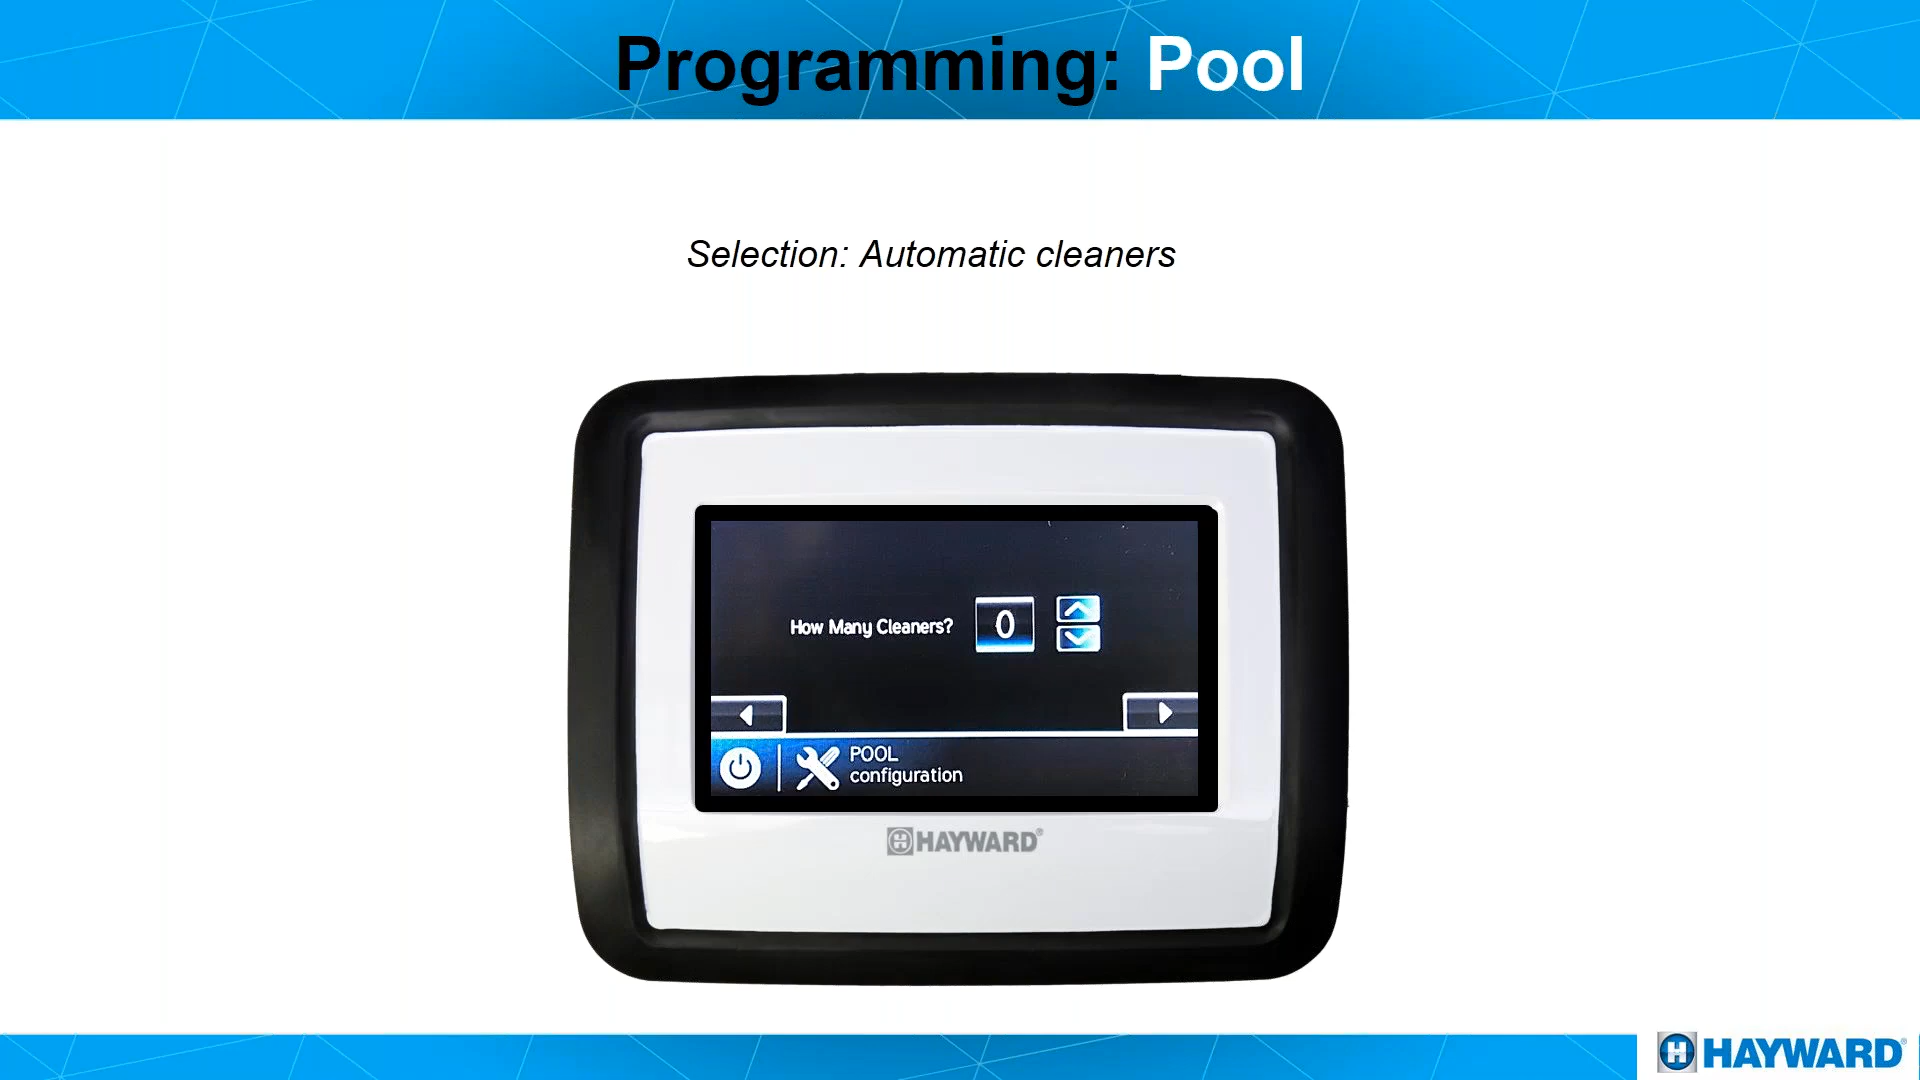 Programming: Pool
Selection: Automatic cleaners
How Many Cleaners? 0
POOL
configuration
HAYWARD®
HAYWARD®